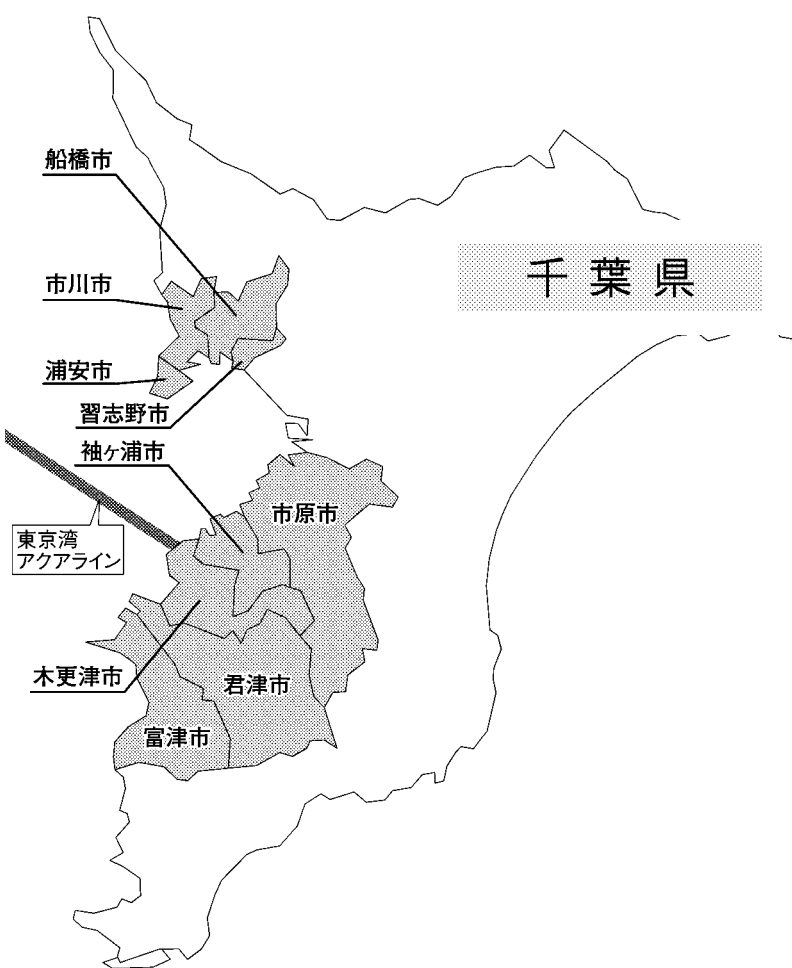 船橋市
千葉県
市川市
浦安市
習志野市
袖ヶ浦市
市原市
東京湾
アクアライン
木更津市
君津市
富津市